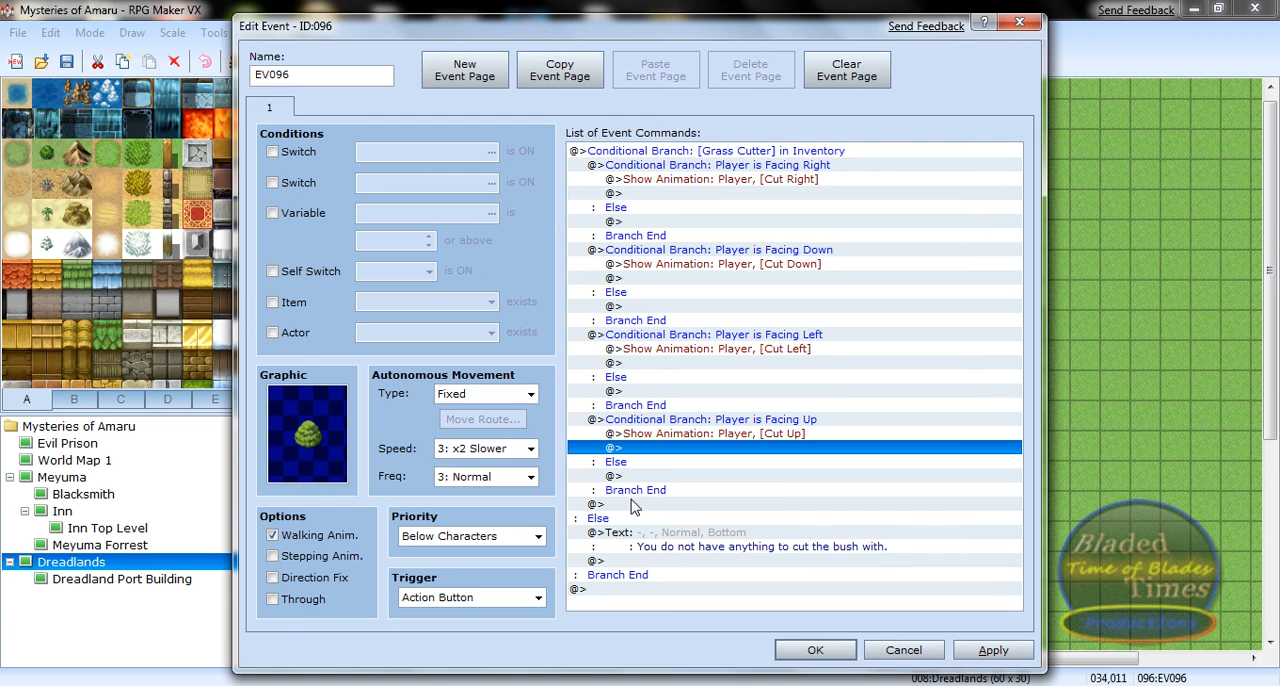 Mysteries of Amaru - RPG Maker VX
Send Feedback
File Edit Mode Draw Scale Tools
Edit Event - ID:096
Send Feedback
Name:
EV096
New
Event Page
Copy
Event Page
Paste
Event Page
Delete
Event Page
Clear
Event Page
1
Conditions
Switch ... is ON
Switch ... is ON
Variable ... is
or above
Self Switch is ON
Item exists
Actor exists
Graphic
Autonomous Movement
Type: Fixed
Move Route...
Speed: 3: x2 Slower
Freq: 3: Normal
Options
Walking Anim.
Stepping Anim.
Direction Fix
Through
Priority
Below Characters
Trigger
Action Button
List of Event Commands:
@>Conditional Branch: [Grass Cutter] in Inventory
@>Conditional Branch: Player is Facing Right
@>Show Animation: Player, [Cut Right]
@>
: Else
@>
: Branch End
@>Conditional Branch: Player is Facing Down
@>Show Animation: Player, [Cut Down]
@>
: Else
@>
: Branch End
@>Conditional Branch: Player is Facing Left
@>Show Animation: Player, [Cut Left]
@>
: Else
@>
: Branch End
@>Conditional Branch: Player is Facing Up
@>Show Animation: Player, [Cut Up]
@>
: Else
@>
: Branch End
@>
: Else
@>Text: -, -, Normal, Bottom
: : You do not have anything to cut the bush with.
@>
: Branch End
@>
OK Cancel Apply
A B C D E
Mysteries of Amaru
Evil Prison
World Map 1
Meyuma
Blacksmith
Inn
Inn Top Level
Meyuma Forrest
Dreadlands
Dreadland Port Building
Bladed
Time of Blades
Times
Productions
008:Dreadlands (60 x 30) 034,011 096:EV096